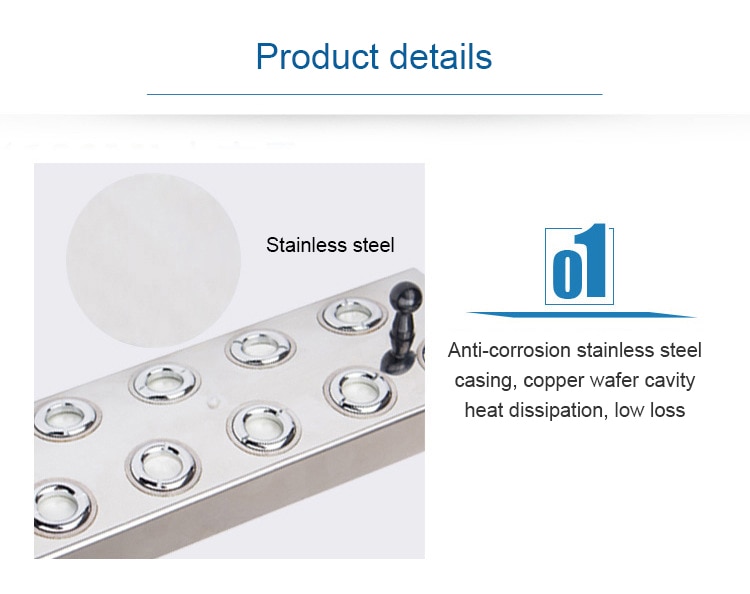 Product details
Stainless steel
01
Anti-corrosion stainless steel
casing, copper wafer cavity
heat dissipation, low loss